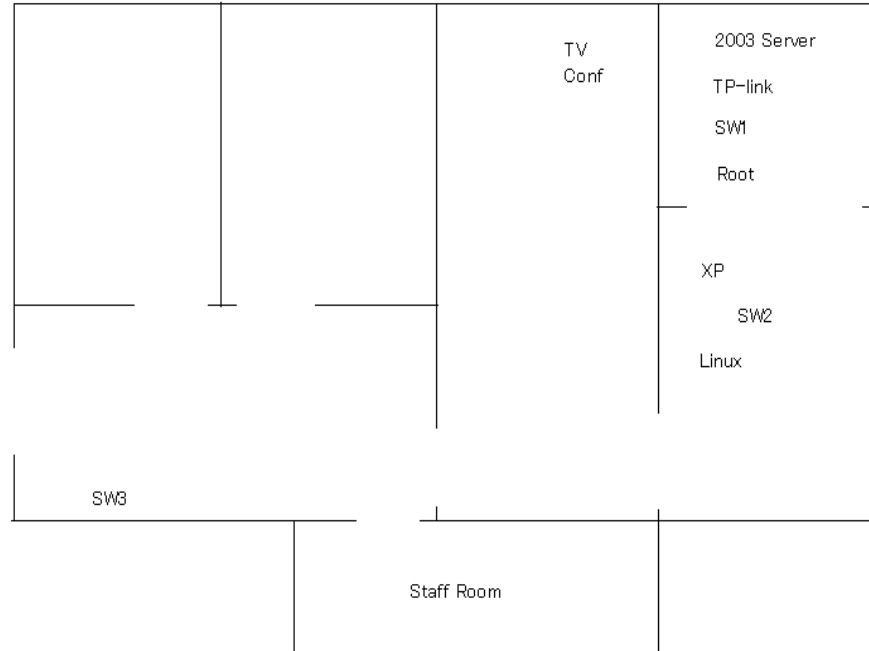 TV
Conf
2003 Server
TP-link
SW1
Root
XP
SW2
Linux
SW3
Staff Room